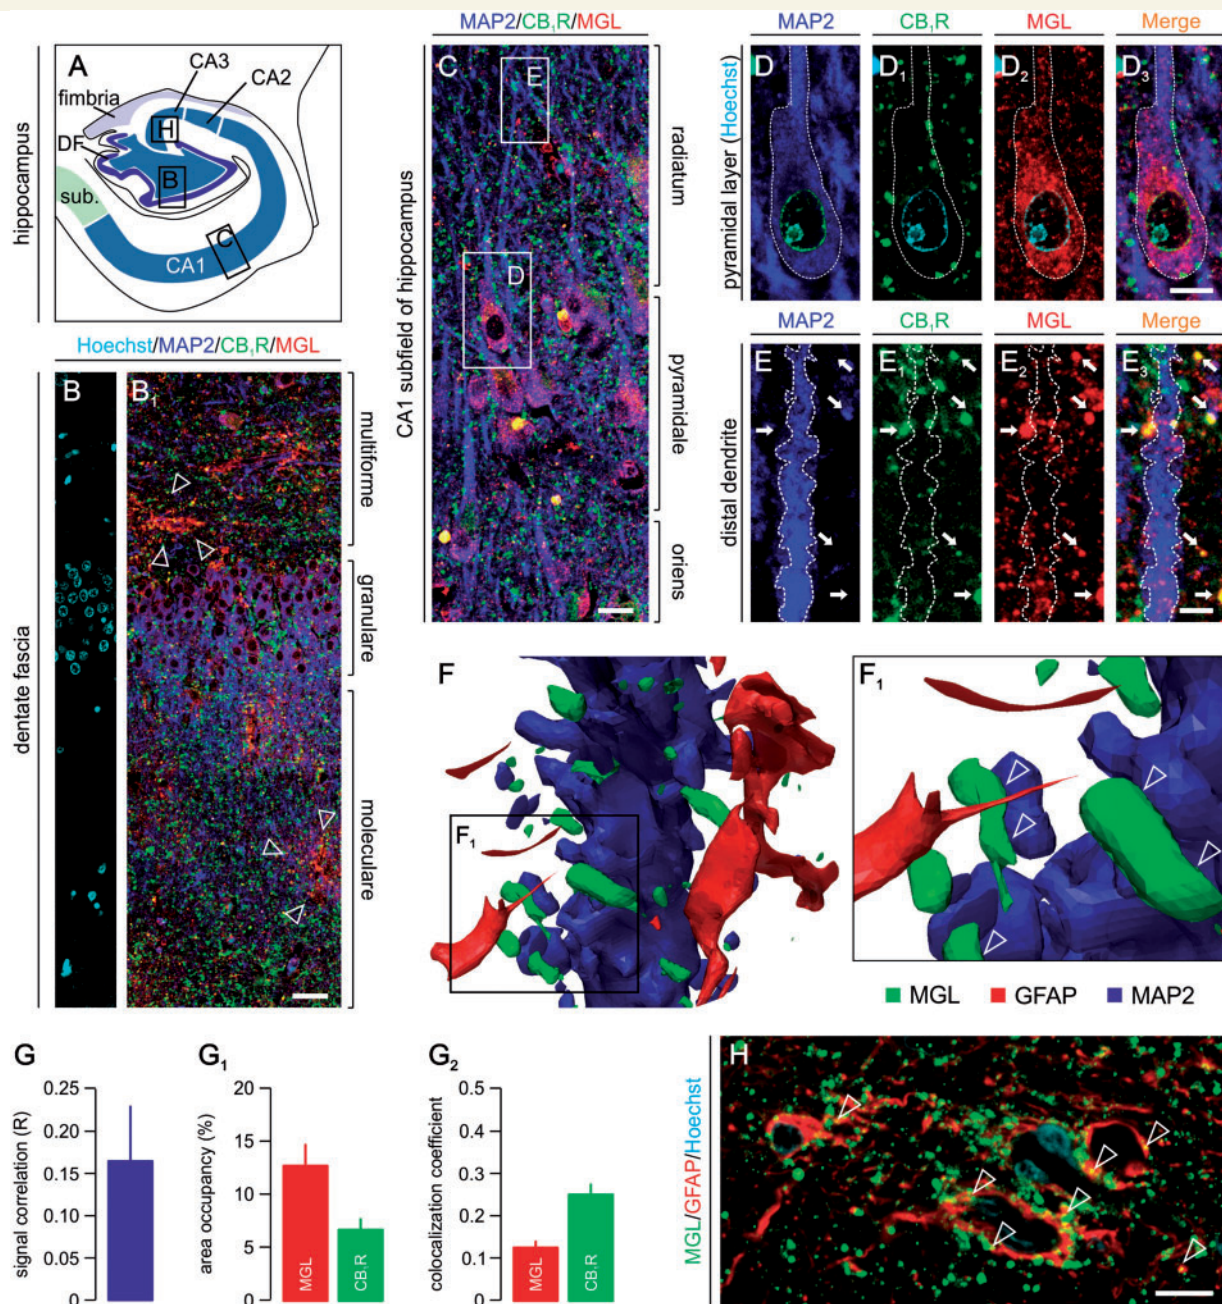 hippocampus
A
CA3
CA2
fimbria
H
DF
B
sub.
C
CA1
Hoechst/MAP2/CB₁R/MGL
dentate fascia
B
B₁
multiforme
granulare
moleculare
MAP2/CB₁R/MGL
CA1 subfield of hippocampus
C
E
D
radiatum
pyramidale
oriens
pyramidal layer (Hoechst)
MAP2
CB₁R
MGL
Merge
D
D₁
D₂
D₃
distal dendrite
MAP2
CB₁R
MGL
Merge
E
E₁
E₂
E₃
F
F₁
F₁
MGL
GFAP
MAP2
G
signal correlation (R)
0.25
0.20
0.15
0.10
0.05
0
G₁
area occupancy (%)
20
15
10
5
0
MGL
CB₁R
G₂
colocalization coefficient
0.5
0.4
0.3
0.2
0.1
0
MGL
CB₁R
MGL/GFAP/Hoechst
H